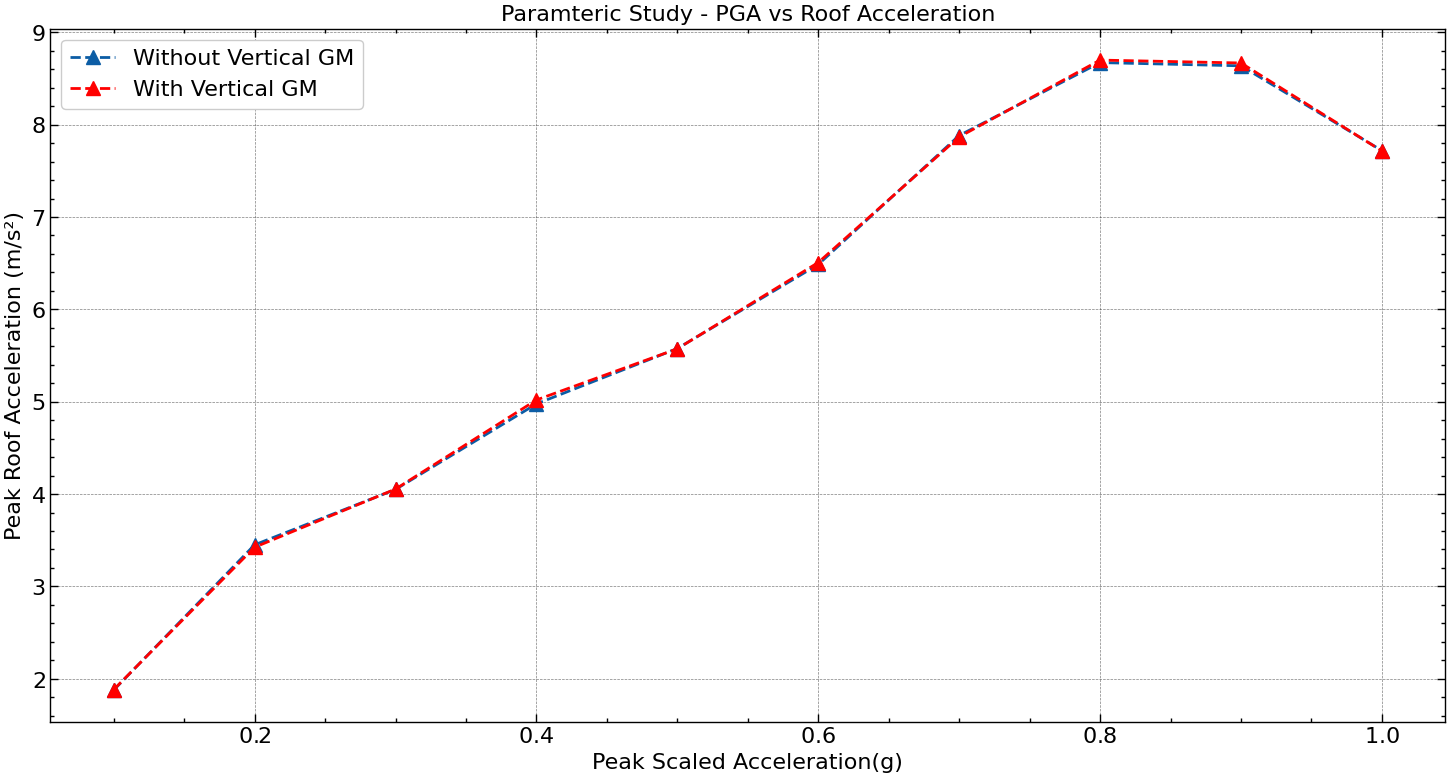 Paramteric Study - PGA vs Roof Acceleration
Without Vertical GM
With Vertical GM
Peak Roof Acceleration (m/s²)
9
8
7
6
5
4
3
2
0.2 0.4 0.6 0.8 1.0
Peak Scaled Acceleration(g)